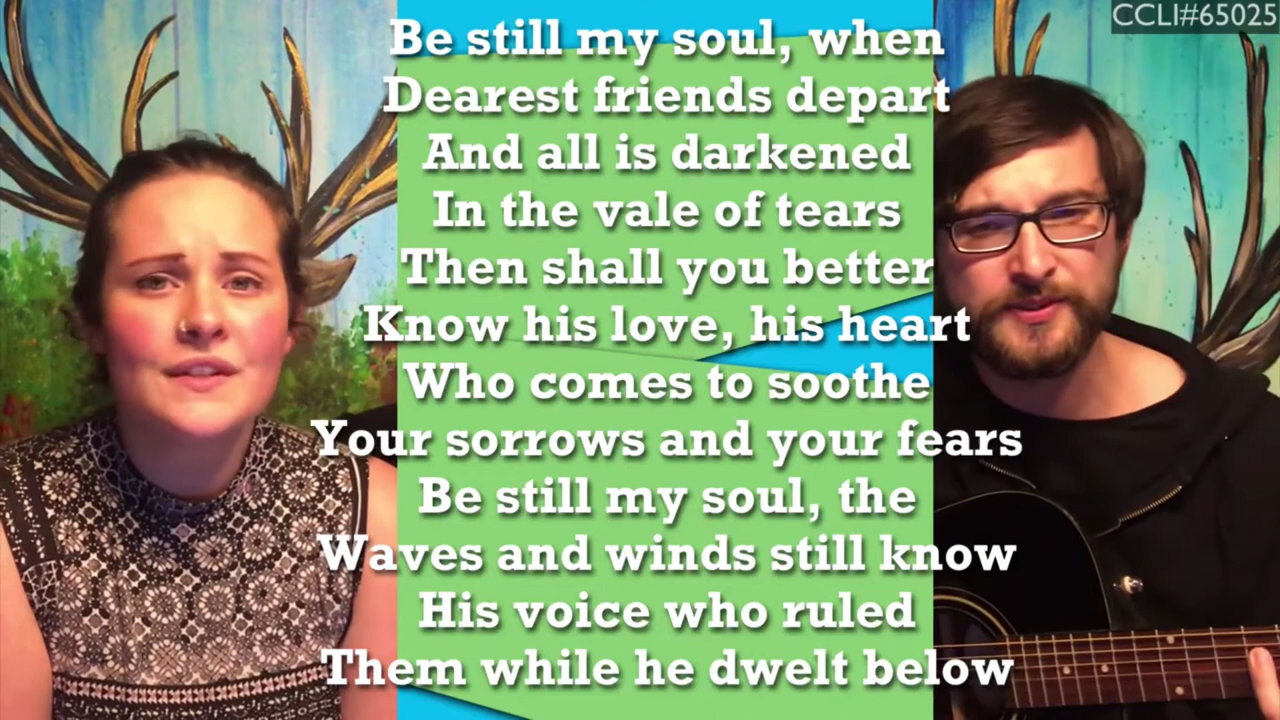 CCLI#65025
Be still my soul, when
Dearest friends depart
And all is darkened
In the vale of tears
Then shall you better
Know his love, his heart
Who comes to soothe
Your sorrows and your fears
Be still my soul, the
Waves and winds still know
His voice who ruled
Them while he dwelt below